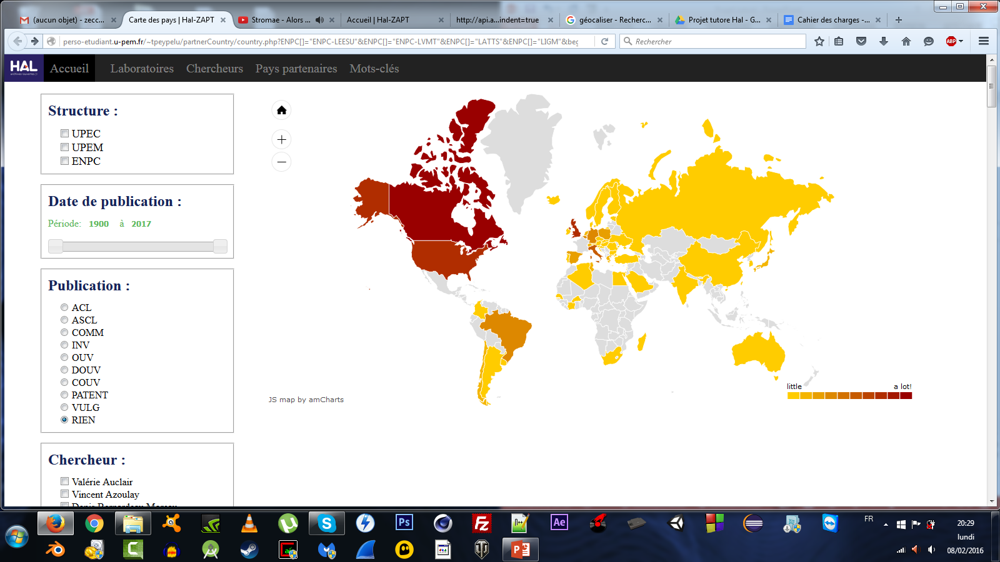 (aucun objet) - zecc...
Carte des pays | Hal-ZAPT
Stromae - Alors ...
Accueil | Hal-ZAPT
http://api.a...indent=true
géocaliser - Recherc...
Projet tutore Hal - G...
Cahier des charges -...
perso-etudiant.u-pem.fr/~tpeypelu/partnerCountry/country.php?ENPC[]="ENPC-LEESU"&ENPC[]="ENPC-LVMT"&ENPC[]="LATTS"&ENPC[]="LIGM"&beg
Rechercher
ABP
HAL
archives-ouvertes.fr
Accueil
Laboratoires
Chercheurs
Pays partenaires
Mots-clés
Structure :
UPEC
UPEM
ENPC
Date de publication :
Période: 1900 à 2017
Publication :
ACL
ASCL
COMM
INV
OUV
DOUV
COUV
PATENT
VULG
RIEN
Chercheur :
Valérie Auclair
Vincent Azoulay
little
a lot!
JS map by amCharts
FR
20:29
lundi
08/02/2016